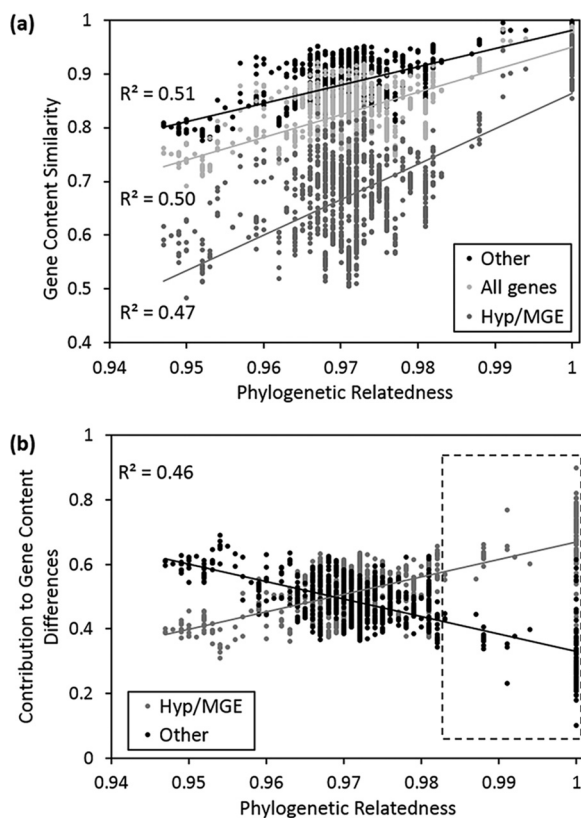 (a)
1
0.9
0.8
0.7
0.6
0.5
0.4
Gene Content Similarity
R² = 0.51
R² = 0.50
R² = 0.47
Other
All genes
Hyp/MGE
0.94 0.95 0.96 0.97 0.98 0.99 1
Phylogenetic Relatedness
(b)
1
0.8
0.6
0.4
0.2
0
Contribution to Gene Content
Differences
R² = 0.46
Hyp/MGE
Other
0.94 0.95 0.96 0.97 0.98 0.99 1
Phylogenetic Relatedness